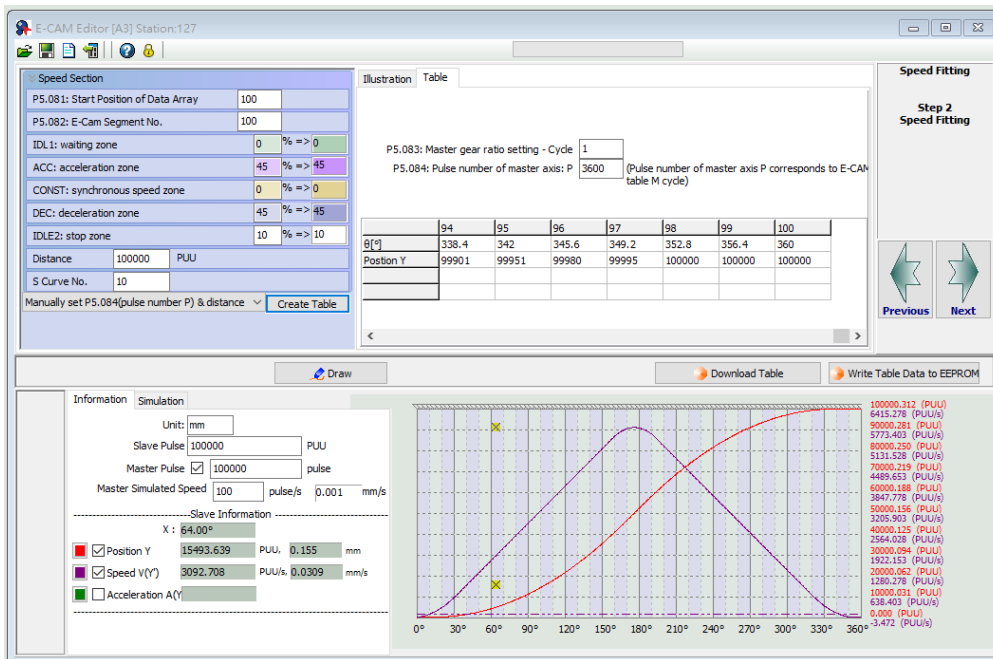 E-CAM Editor [A3] Station:127
Speed Section
P5.081: Start Position of Data Array 100
P5.082: E-Cam Segment No. 100
IDL1: waiting zone 0 % => 0
ACC: acceleration zone 45 % => 45
CONST: synchronous speed zone 0 % => 0
DEC: deceleration zone 45 % => 45
IDLE2: stop zone 10 % => 10
Distance 100000 PUU
S Curve No. 10
Manually set P5.084(pulse number P) & distance Create Table
Illustration Table
P5.083: Master gear ratio setting - Cycle 1
P5.084: Pulse number of master axis: P 3600 (Pulse number of master axis P corresponds to E-CAM
table M cycle)
94 95 96 97 98 99 100
θ[°] 338.4 342 345.6 349.2 352.8 356.4 360
Postion Y 99901 99951 99980 99995 100000 100000 100000
Speed Fitting
Step 2
Speed Fitting
Previous Next
Draw Download Table Write Table Data to EEPROM
Information Simulation
Unit: mm
Slave Pulse 100000 PUU
Master Pulse 100000 pulse
Master Simulated Speed 100 pulse/s 0.001 mm/s
Slave Information
X : 64.00°
Position Y 15493.639 PUU, 0.155 mm
Speed V(Y') 3092.708 PUU/s, 0.0309 mm/s
Acceleration A(Y
100000.312 (PUU)
6415.278 (PUU/s)
90000.281 (PUU)
5773.403 (PUU/s)
80000.250 (PUU)
5131.528 (PUU/s)
70000.219 (PUU)
4489.653 (PUU/s)
60000.188 (PUU)
3847.778 (PUU/s)
50000.156 (PUU)
3205.903 (PUU/s)
40000.125 (PUU)
2564.028 (PUU/s)
30000.094 (PUU)
1922.153 (PUU/s)
20000.062 (PUU)
1280.278 (PUU/s)
10000.031 (PUU)
638.403 (PUU/s)
0.000 (PUU)
-3.472 (PUU/s)
0° 30° 60° 90° 120° 150° 180° 210° 240° 270° 300° 330° 360°